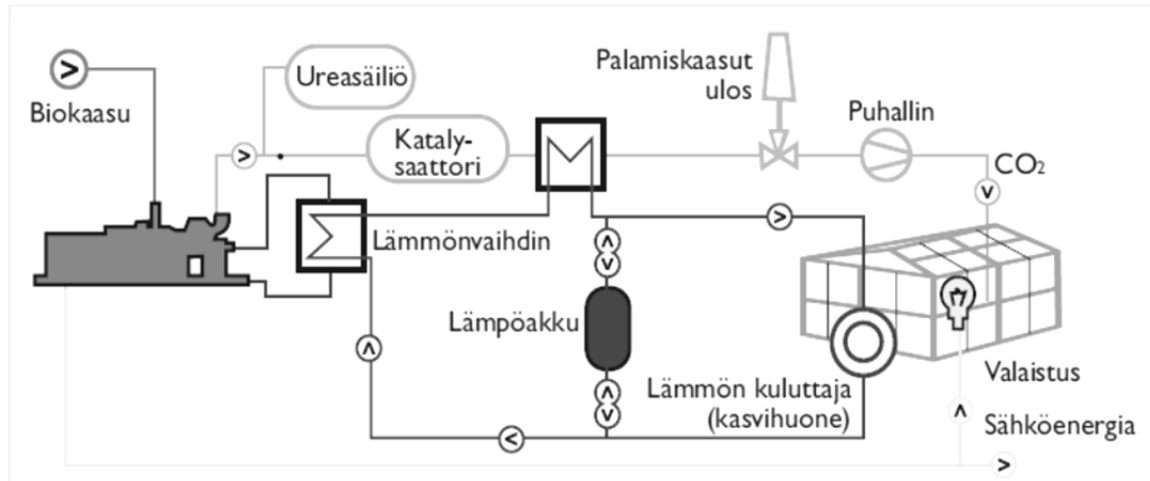 Biokaasu
Ureasäiliö
Kataly-
saattori
Palamiskaasut
ulos
Puhallin
CO₂
Lämmönvaihdin
Lämpöakku
Lämmön kuluttaja
(kasvihuone)
Valaistus
Sähköenergia